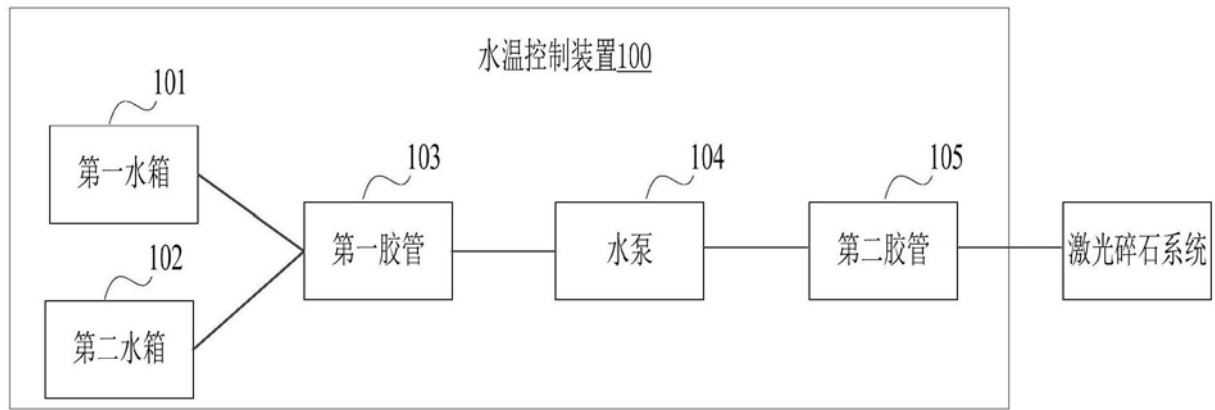 水温控制装置100
101
第一水箱
102
第二水箱
103
第一胶管
104
水泵
105
第二胶管
激光碎石系统